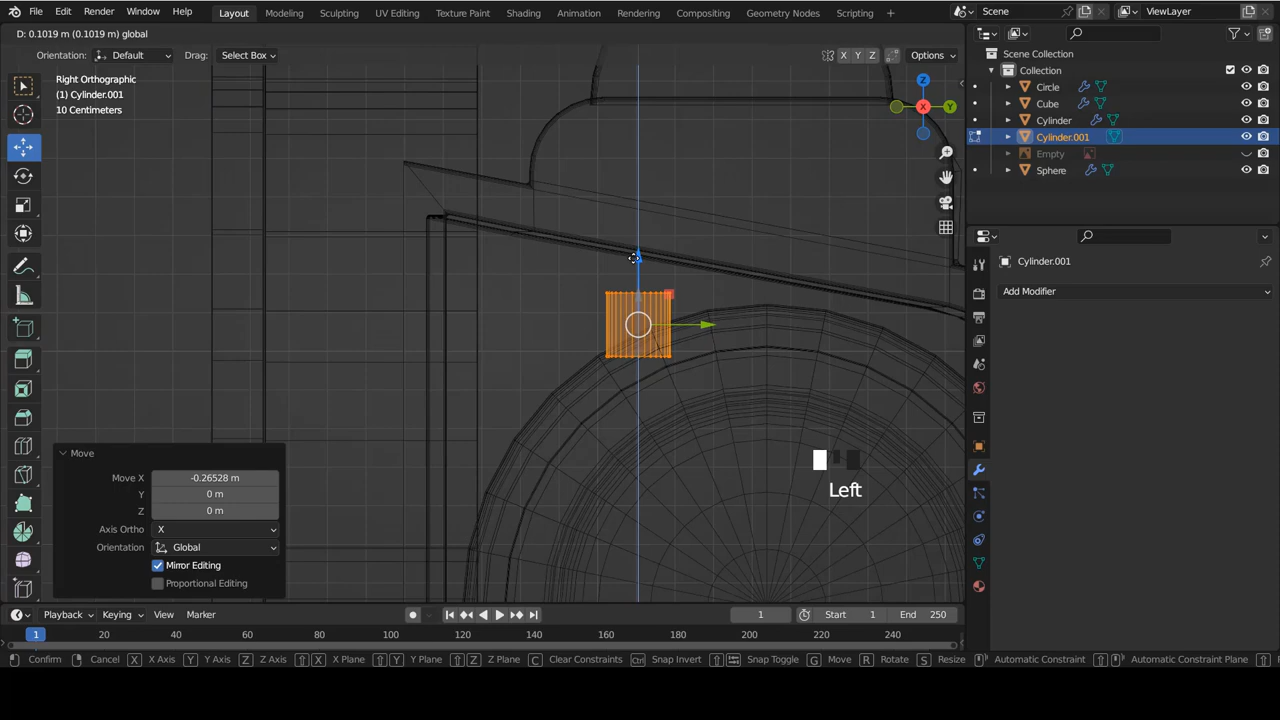 File Edit Render Window Help Layout Modeling Sculpting UV Editing Texture Paint Shading Animation Rendering Compositing Geometry Nodes Scripting Scene ViewLayer
D: 0.1019 m (0.1019 m) global
Orientation: Default Drag: Select Box X Y Z Options
Right Orthographic
(1) Cylinder.001
10 Centimeters
Z
X
Y
Scene Collection
Collection
Circle
Cube
Cylinder
Cylinder.001
Empty
Sphere
Cylinder.001
Add Modifier
Move
Move X -0.26528 m
Y 0 m
Z 0 m
Axis Ortho X
Orientation Global
Mirror Editing
Proportional Editing
Left
Playback Keying View Marker 1 Start 1 End 250
1 20 40 60 80 100 120 140 160 180 200 220 240
Confirm Cancel X X Axis Y Y Axis Z Z Axis X X Plane Y Y Plane Z Z Plane C Clear Constraints Ctrl Snap Invert Snap Toggle G Move R Rotate S Resize Automatic Constraint Automatic Constraint Plane